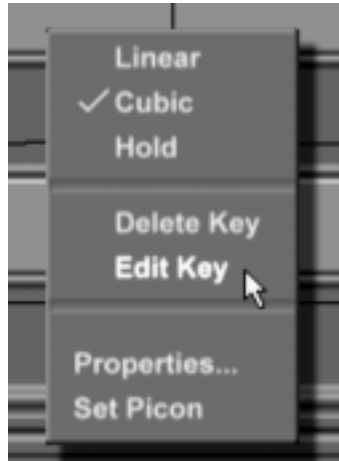 Linear
Cubic
Hold
Delete Key
Edit Key
Properties...
Set Picon